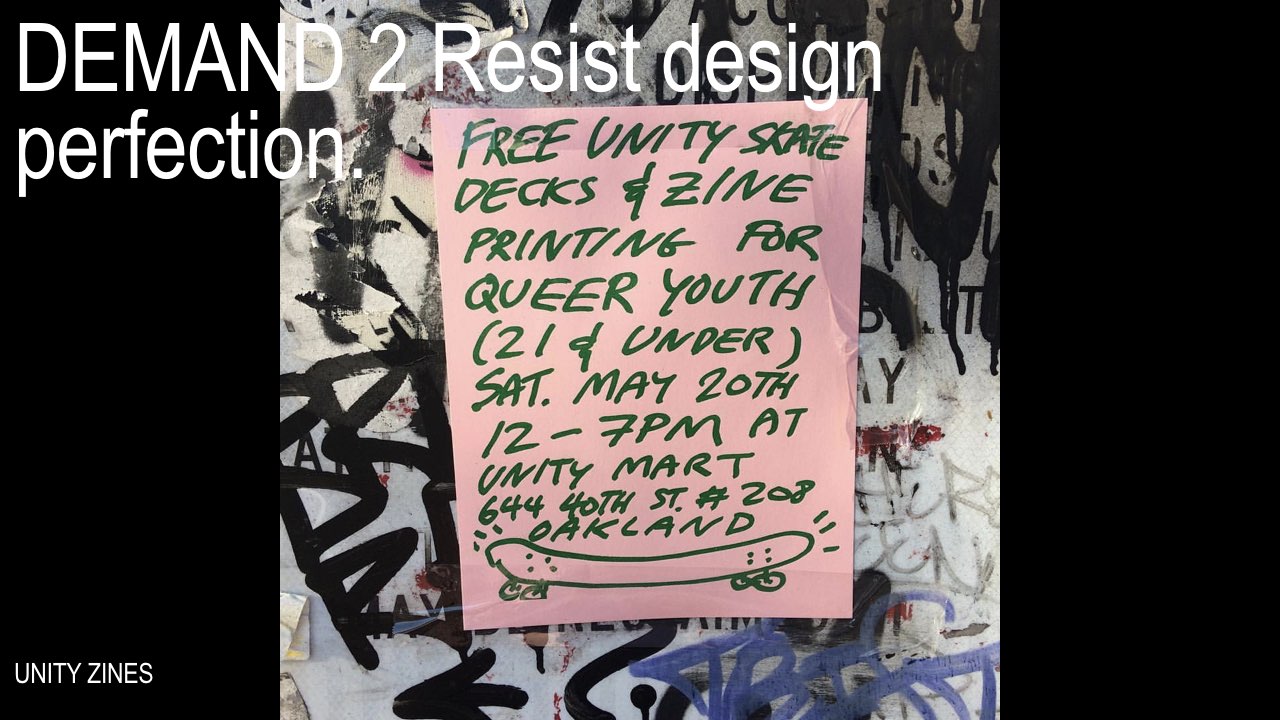 DEMAND 2 Resist design
perfection.
FREE UNITY SKATE
DECKS & ZINE
PRINTING FOR
QUEER YOUTH
(21 & UNDER)
SAT. MAY 20TH
12 - 7PM AT
UNITY MART
644 40TH ST. # 208
OAKLAND
UNITY ZINES